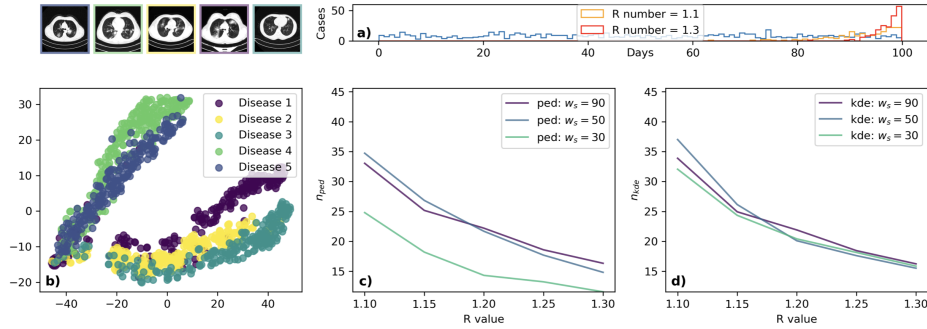 50
0
Cases
a)
R number = 1.1
R number = 1.3
0
20
40
60
80
100
Days
30
20
10
0
−10
−20
b)
Disease 1
Disease 2
Disease 3
Disease 4
Disease 5
−40
−20
0
20
40
45
40
35
30
25
20
15
n_ped
c)
ped: w_s = 90
ped: w_s = 50
ped: w_s = 30
1.10
1.15
1.20
1.25
1.30
R value
45
40
35
30
25
20
15
n_kde
d)
kde: w_s = 90
kde: w_s = 50
kde: w_s = 30
1.10
1.15
1.20
1.25
1.30
R value